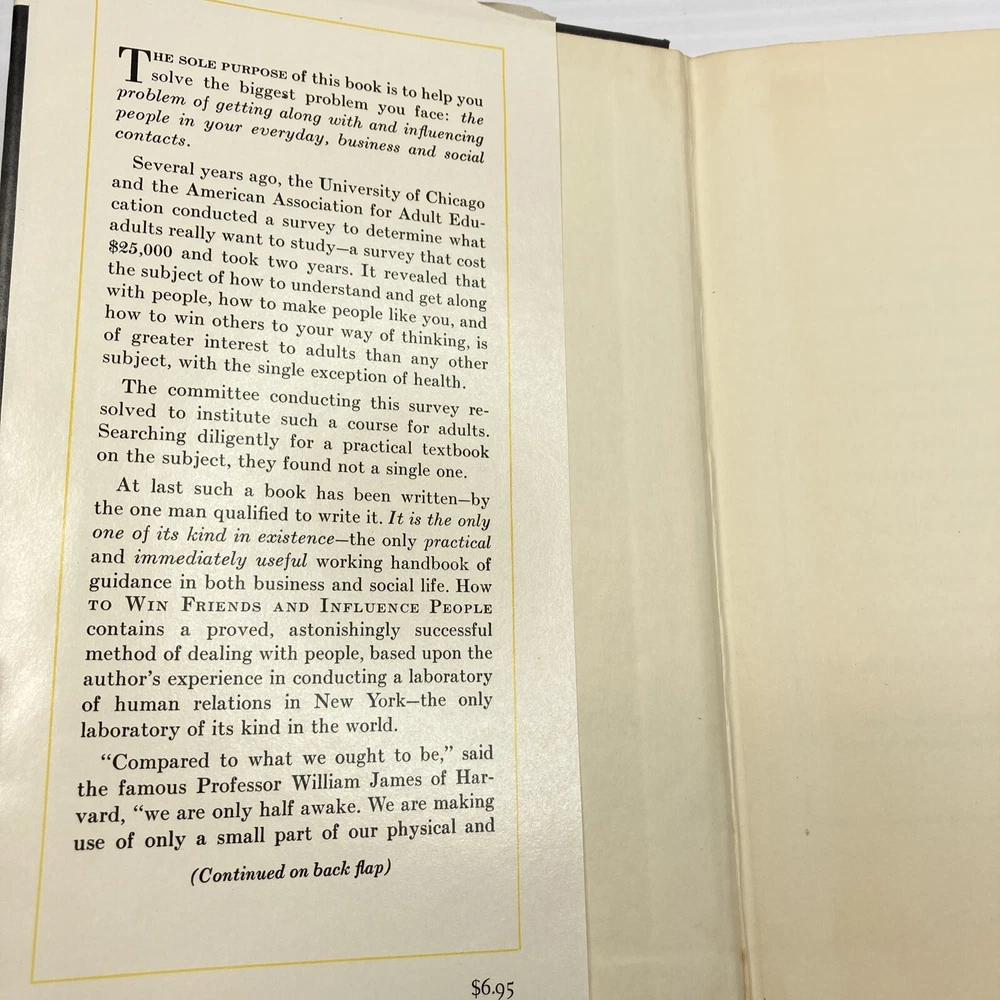 THE SOLE PURPOSE of this book is to help you
solve the biggest problem you face: the
problem of getting along with and influencing
people in your everyday, business and social
contacts.
Several years ago, the University of Chicago
and the American Association for Adult Edu-
cation conducted a survey to determine what
adults really want to study—a survey that cost
$25,000 and took two years. It revealed that
the subject of how to understand and get along
with people, how to make people like you, and
how to win others to your way of thinking, is
of greater interest to adults than any other
subject, with the single exception of health.
The committee conducting this survey re-
solved to institute such a course for adults.
Searching diligently for a practical textbook
on the subject, they found not a single one.
At last such a book has been written—by
the one man qualified to write it. It is the only
one of its kind in existence—the only practical
and immediately useful working handbook of
guidance in both business and social life. How
TO WIN FRIENDS AND INFLUENCE PEOPLE
contains a proved, astonishingly successful
method of dealing with people, based upon the
author's experience in conducting a laboratory
of human relations in New York—the only
laboratory of its kind in the world.
“Compared to what we ought to be,” said
the famous Professor William James of Har-
vard, “we are only half awake. We are making
use of only a small part of our physical and
(Continued on back flap)
$6.95